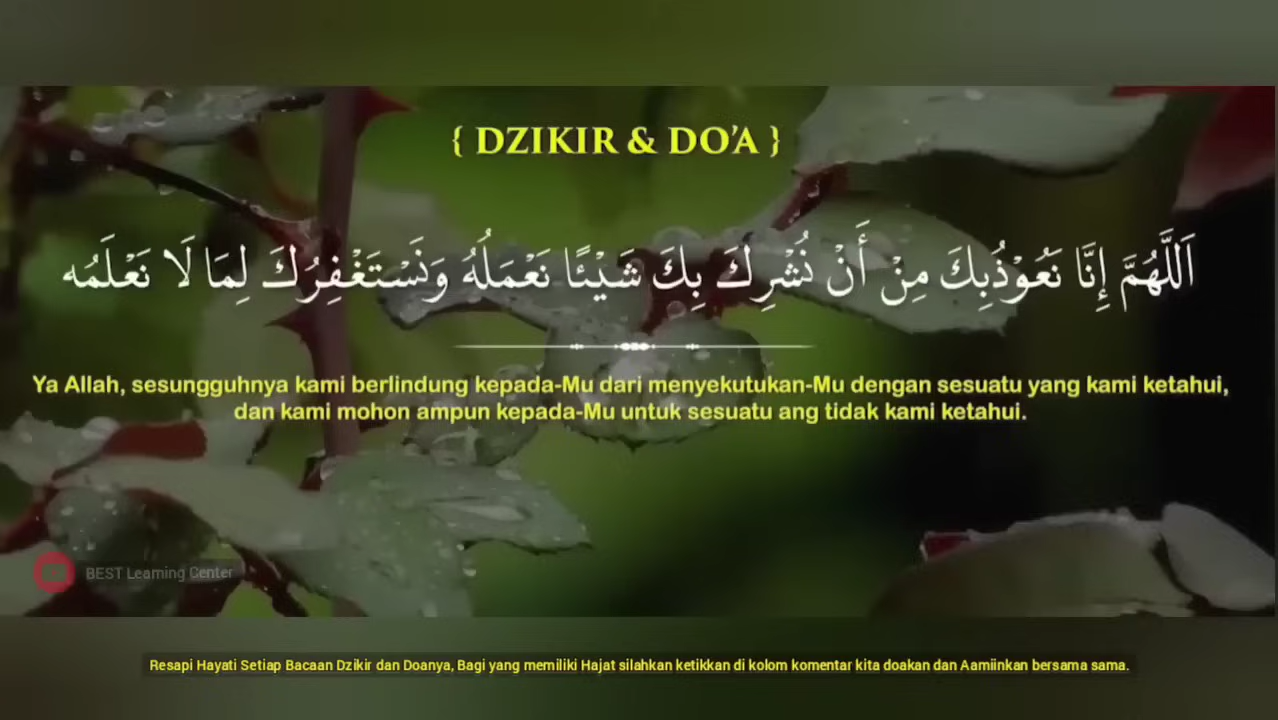 { DZIKIR & DO’A }
اَللَّهُمَّ إِنَّا نَعُوْذُبِكَ مِنْ أَنْ نُشْرِكَ بِكَ شَيْئًا نَعْمَلُهُ وَنَسْتَغْفِرُكَ لِمَا لَا نَعْلَمُه
Ya Allah, sesungguhnya kami berlindung kepada-Mu dari menyekutukan-Mu dengan sesuatu yang kami ketahui,
dan kami mohon ampun kepada-Mu untuk sesuatu ang tidak kami ketahui.
BEST Learning Center
Resapi Hayati Setiap Bacaan Dzikir dan Doanya, Bagi yang memiliki Hajat silahkan ketikkan di kolom komentar kita doakan dan Aamiinkan bersama sama.